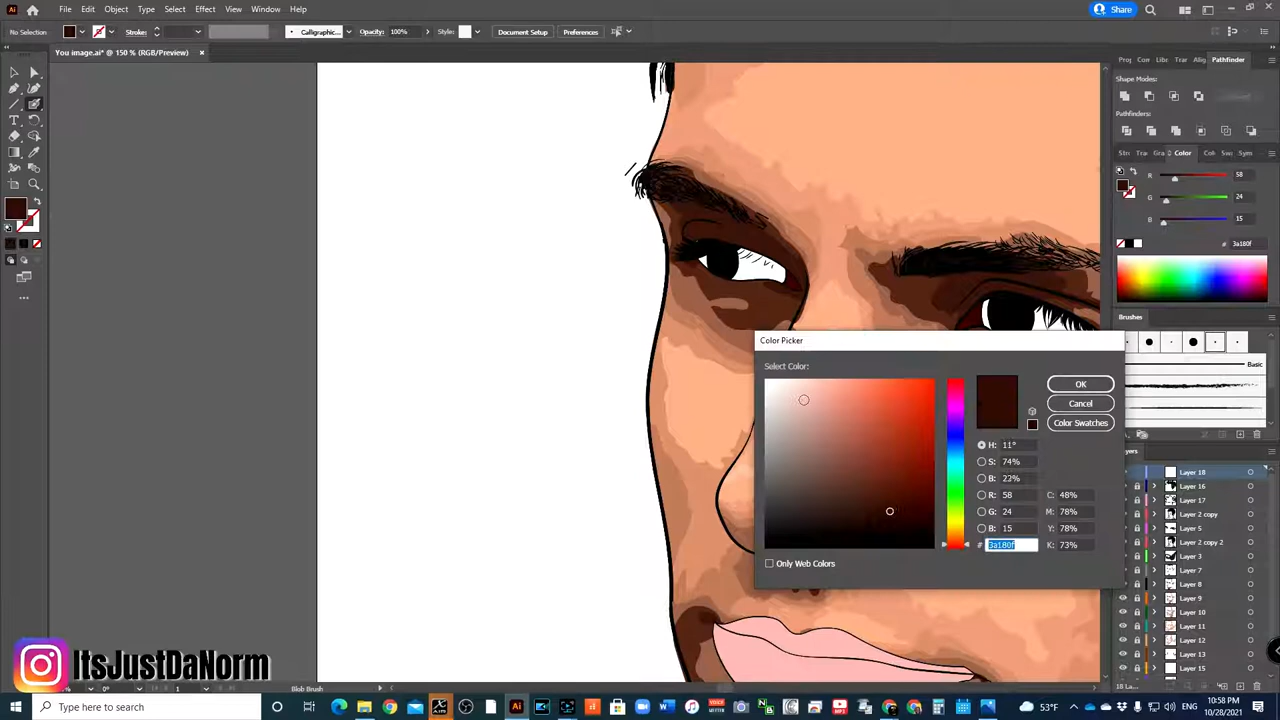 File Edit Object Type Select Effect View Window Help
Share
No Selection
Stroke:
Calligraphic...
Opacity: 100%
Style:
Document Setup
Preferences
You image.ai* @ 150 % (RGB/Preview)
Pathfinder
Shape Modes:
Pathfinders:
Color
R 58
G 24
B 15
# 3a180f
Brushes
Basic
Color Picker
Select Color:
OK
Cancel
Color Swatches
H: 11°
S: 74%
B: 22%
R: 58
C: 48%
G: 24
M: 78%
B: 15
Y: 78%
# 3a180f
K: 73%
Only Web Colors
Layer 18
Layer 16
Layer 17
Layer 2 copy
Layer 5
Layer 2 copy 2
Layer 3
Layer 7
Layer 8
Layer 9
Layer 10
Layer 11
Layer 12
Layer 13
Layer 15
ItsJustDaNorm
Blob Brush
Type here to search
53°F
10:58 PM
10/28/2021